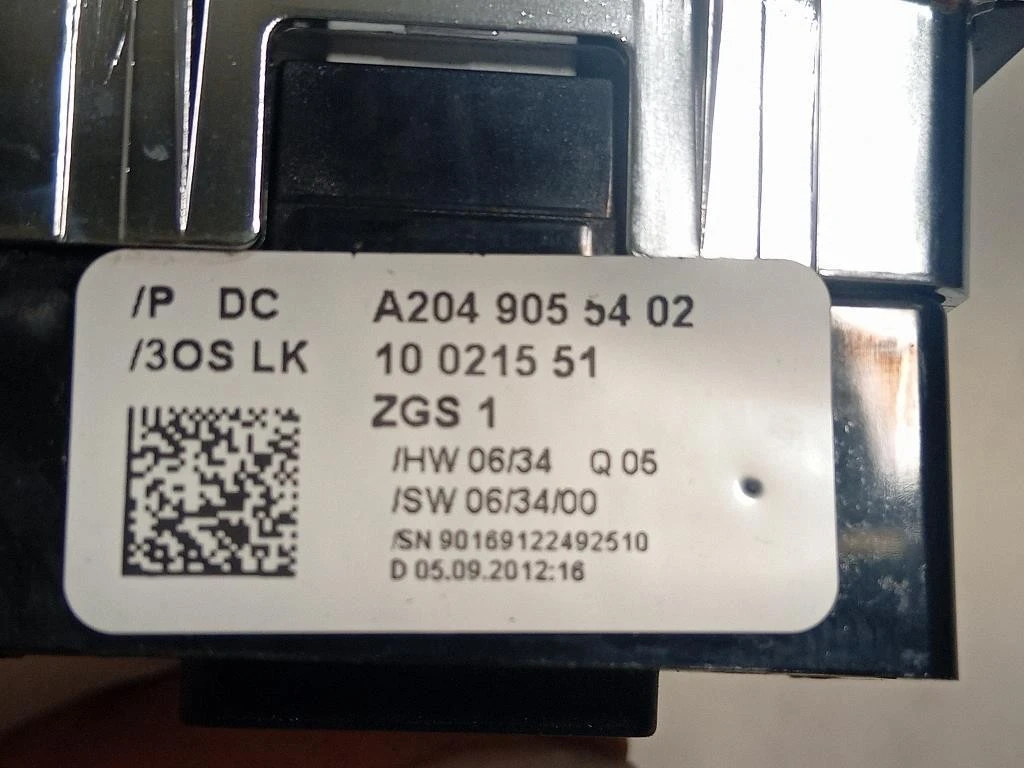 /P DC A204 905 54 02
/3OS LK 10 0215 51
ZGS 1
/HW 06/34 Q 05
/SW 06/34/00
/SN 90169122492510
D 05.09.2012:16